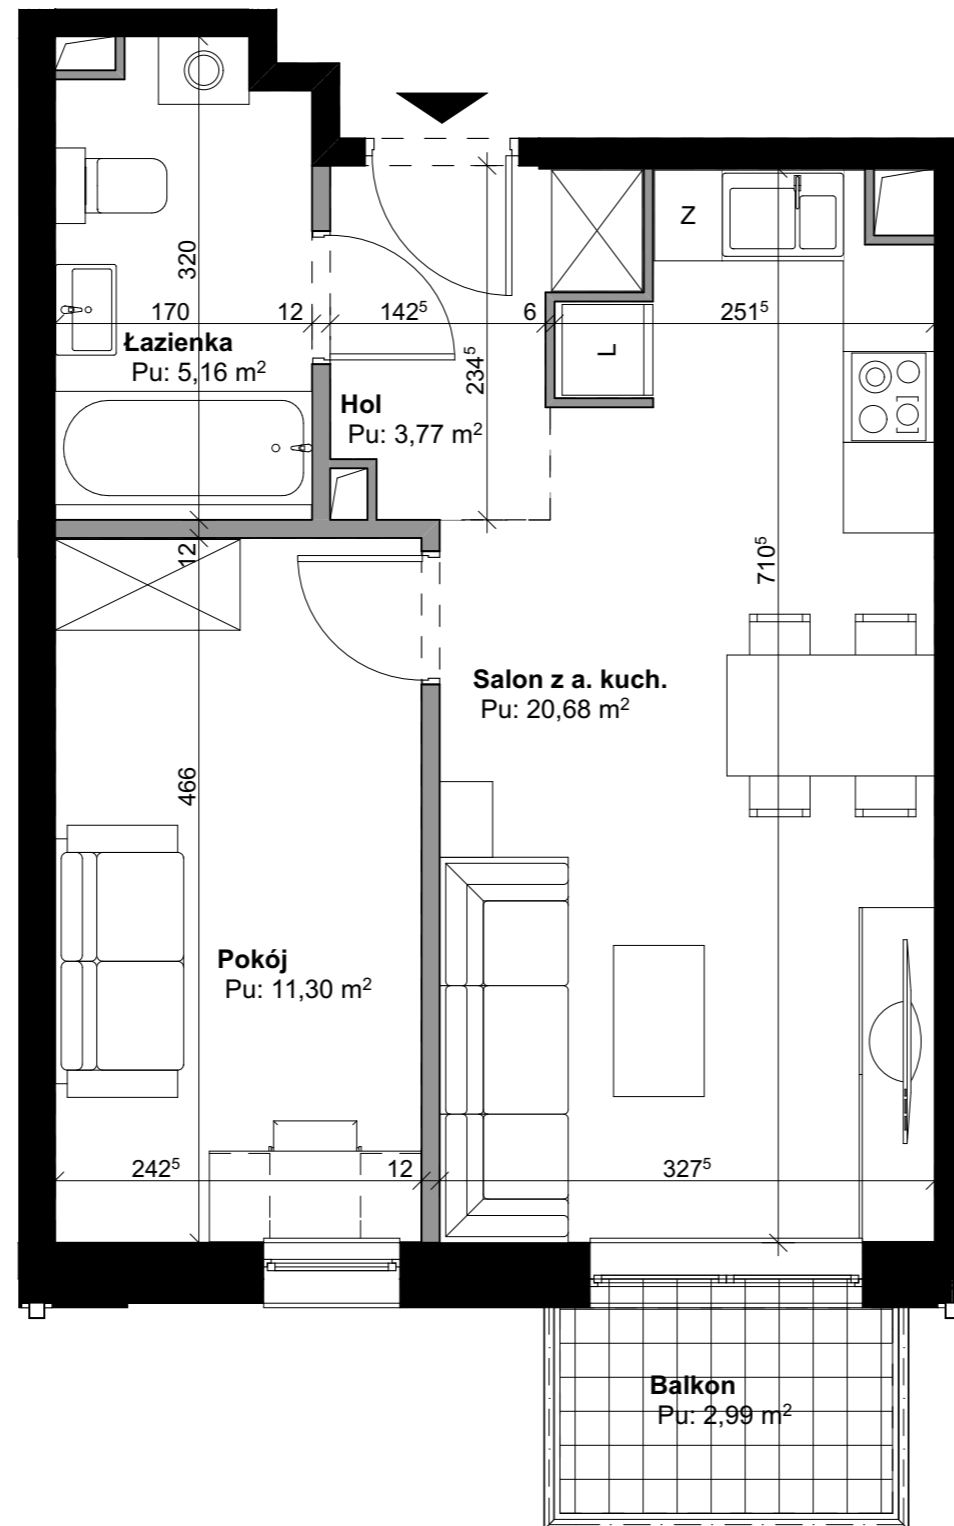 Z
320
170
12
142⁵
6
251⁵
Łazienka
Pu: 5,16 m²
234⁵
L
Hol
Pu: 3,77 m²
12
710⁵
Salon z a. kuch.
Pu: 20,68 m²
466
Pokój
Pu: 11,30 m²
242⁵
12
327⁵
Balkon
Pu: 2,99 m²